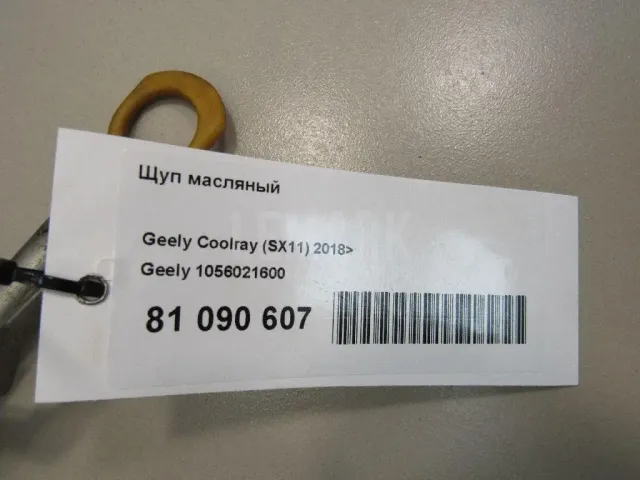 Щуп масляный
Geely Coolray (SX11) 2018>
Geely 1056021600
81 090 607